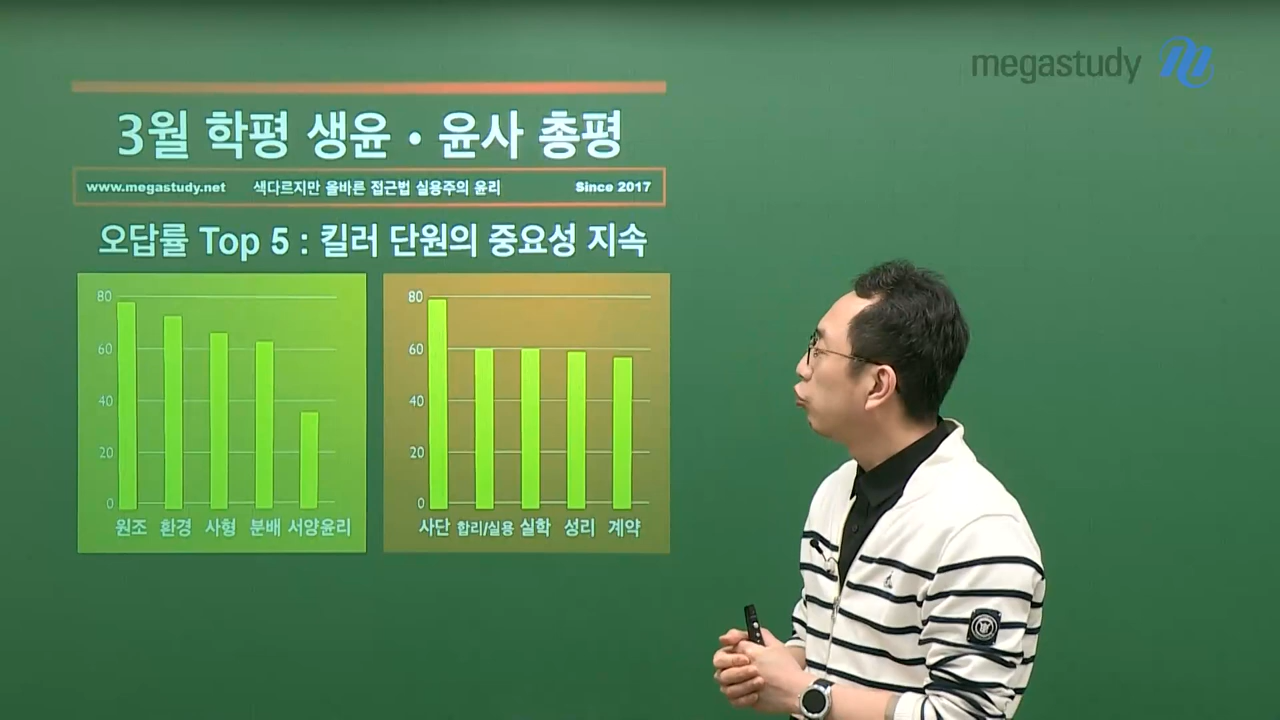 megastudy
3월 학평 생윤 • 윤사 총평
www.megastudy.net 색다르지만 올바른 접근법 실용주의 윤리 Since 2017
오답률 Top 5 : 킬러 단원의 중요성 지속
80
60
40
20
0
원조 환경 사형 분배 서양윤리
80
60
40
20
0
사단 합리/실용 실학 성리 계약